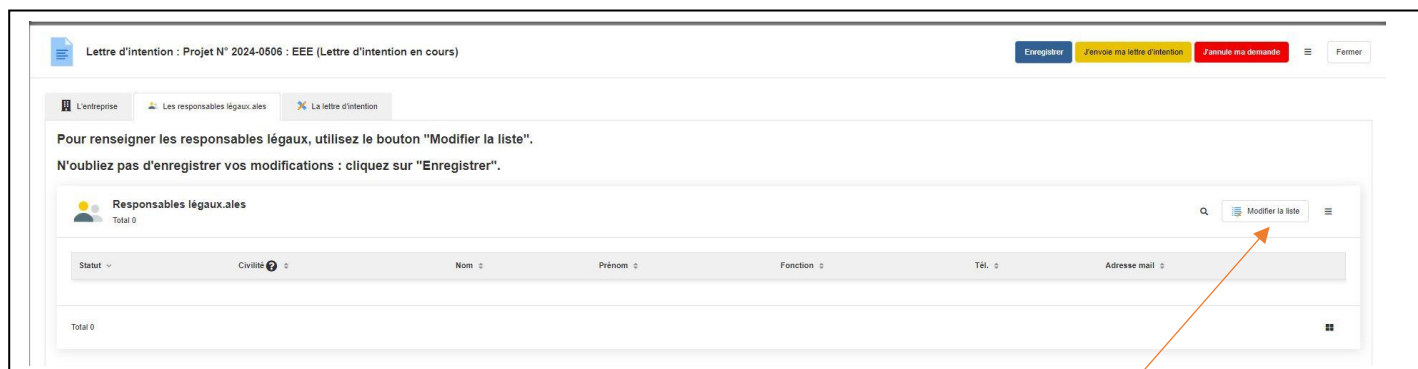 Lettre d'intention : Projet N° 2024-0506 : EEE (Lettre d'intention en cours) Enregistrer J'envoie ma lettre d'intention J'annule ma demande Fermer
L'entreprise Les responsables légaux.ales La lettre d'intention
Pour renseigner les responsables légaux, utilisez le bouton "Modifier la liste".
N'oubliez pas d'enregistrer vos modifications : cliquez sur "Enregistrer".
Responsables légaux.ales
Total 0
Modifier la liste
Statut Civilité ? Nom Prénom Fonction Tél. Adresse mail
Total 0